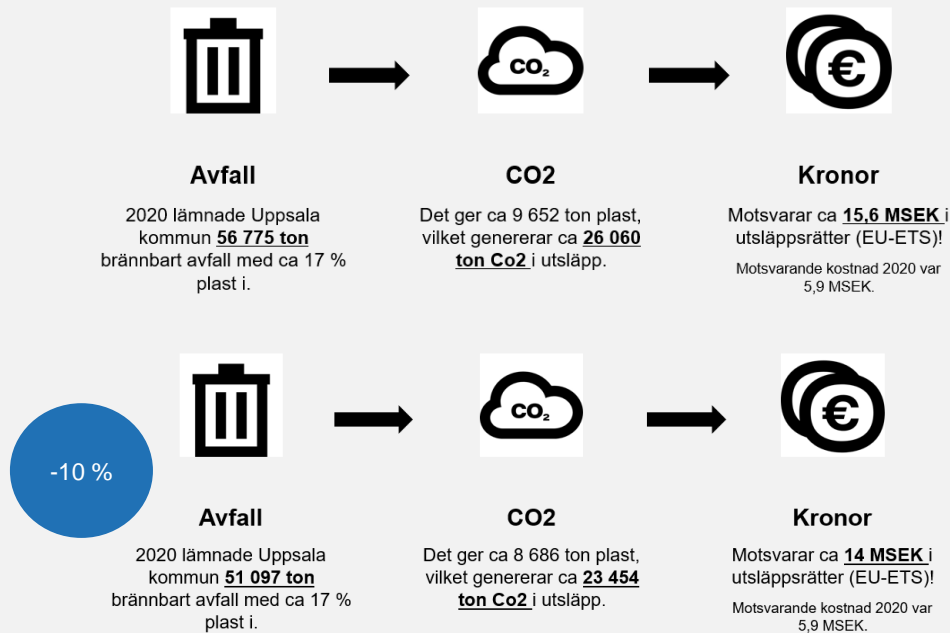 CO₂
€
Avfall
CO2
Kronor
2020 lämnade Uppsala
kommun 56 775 ton
brännbart avfall med ca 17 %
plast i.
Det ger ca 9 652 ton plast,
vilket genererar ca 26 060
ton Co2 i utsläpp.
Motsvarar ca 15,6 MSEK i
utsläppsrätter (EU-ETS)!
Motsvarande kostnad 2020 var
5,9 MSEK.
CO₂
€
-10 %
Avfall
CO2
Kronor
2020 lämnade Uppsala
kommun 51 097 ton
brännbart avfall med ca 17 %
plast i.
Det ger ca 8 686 ton plast,
vilket genererar ca 23 454
ton Co2 i utsläpp.
Motsvarar ca 14 MSEK i
utsläppsrätter (EU-ETS)!
Motsvarande kostnad 2020 var
5,9 MSEK.